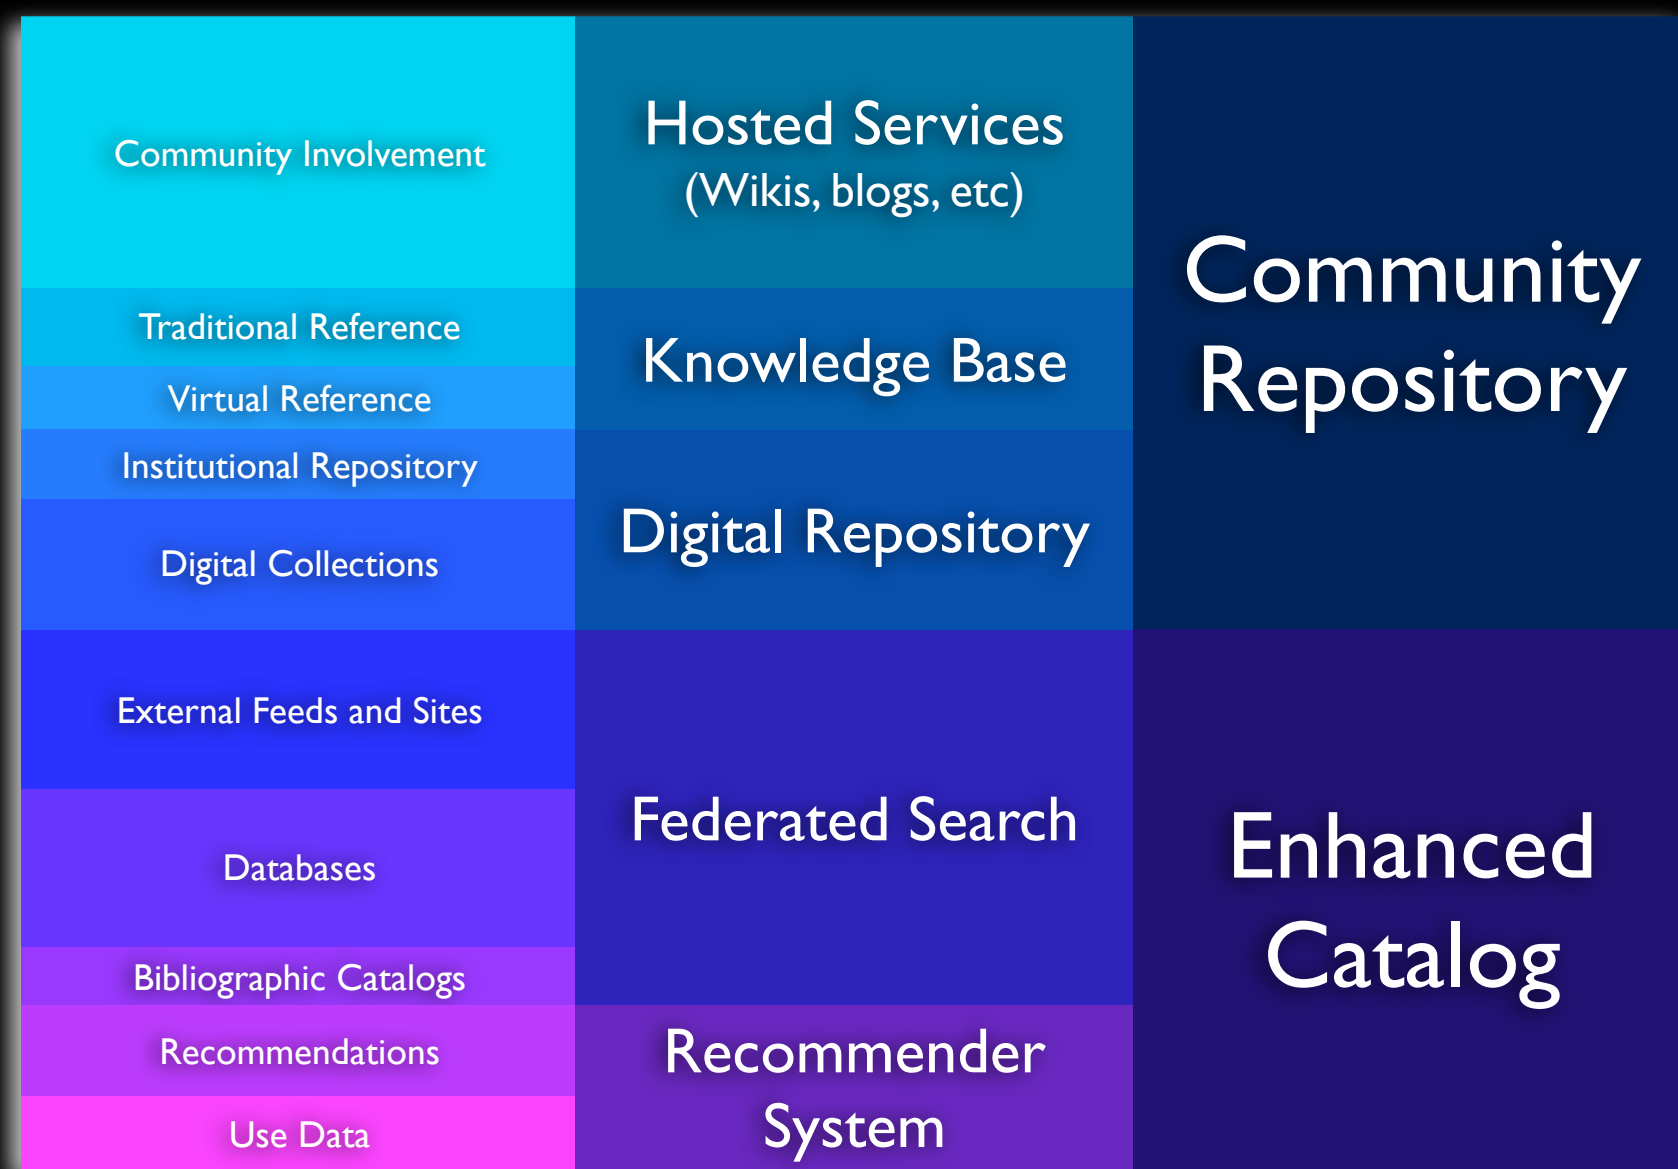 Community Involvement
Traditional Reference
Virtual Reference
Institutional Repository
Digital Collections
External Feeds and Sites
Databases
Bibliographic Catalogs
Recommendations
Use Data
Hosted Services
(Wikis, blogs, etc)
Knowledge Base
Digital Repository
Federated Search
Recommender
System
Community
Repository
Enhanced
Catalog